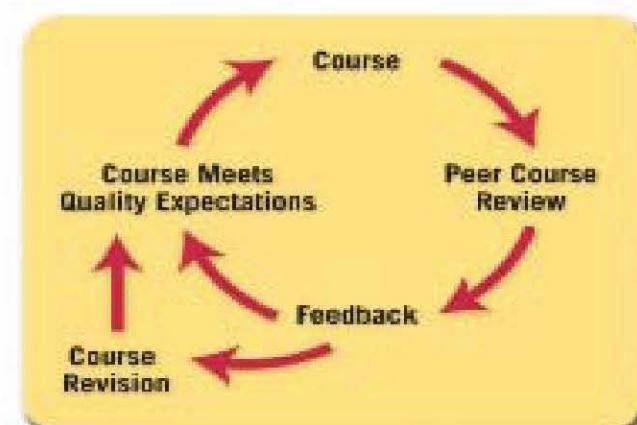 Course
Peer Course
Review
Feedback
Course
Revision
Course Meets
Quality Expectations